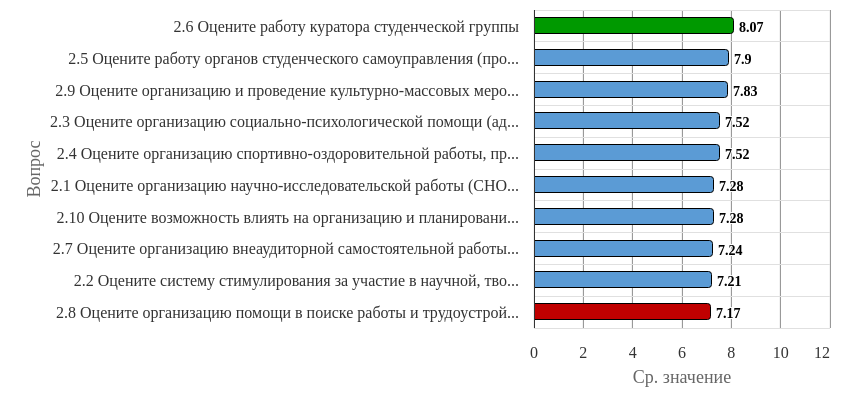 2.6 Оцените работу куратора студенческой группы 8.07
2.5 Оцените работу органов студенческого самоуправления (про... 7.9
2.9 Оцените организацию и проведение культурно-массовых меро... 7.83
2.3 Оцените организацию социально-психологической помощи (ад... 7.52
2.4 Оцените организацию спортивно-оздоровительной работы, пр... 7.52
2.1 Оцените организацию научно-исследовательской работы (СНО... 7.28
2.10 Оцените возможность влиять на организацию и планировани... 7.28
2.7 Оцените организацию внеаудиторной самостоятельной работы... 7.24
2.2 Оцените систему стимулирования за участие в научной, тво... 7.21
2.8 Оцените организацию помощи в поиске работы и трудоустрой... 7.17
Вопрос
0 2 4 6 8 10 12
Ср. значение